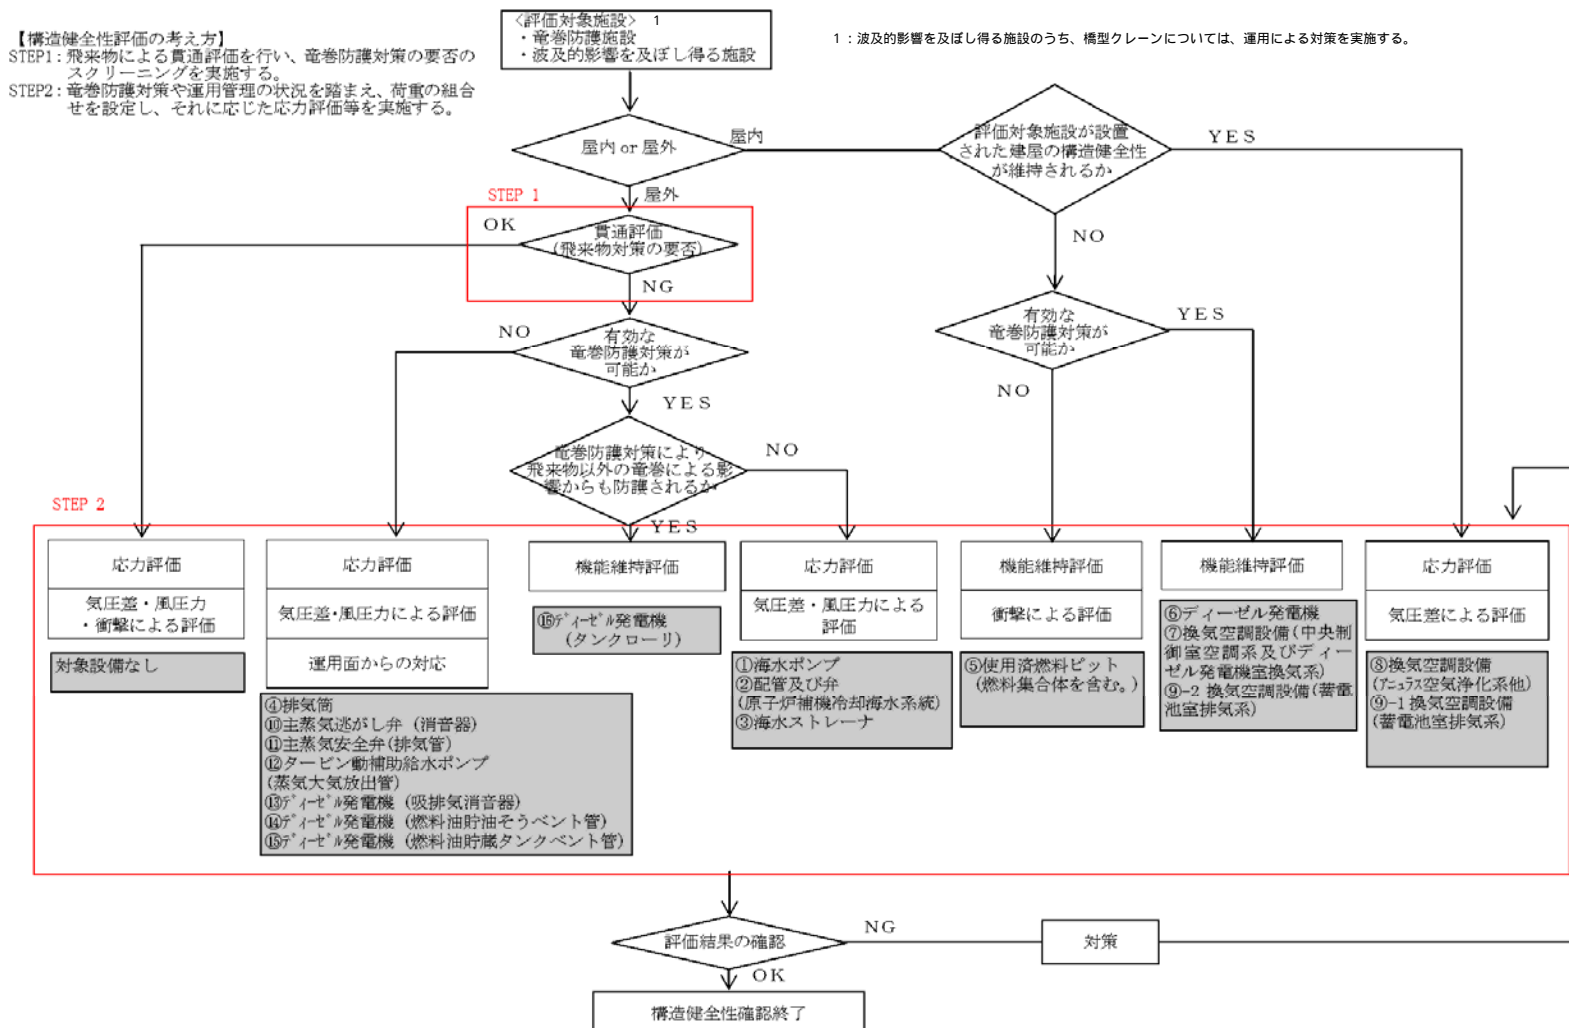 【構造健全性評価の考え方】
STEP1：飛来物による貫通評価を行い、竜巻防護対策の要否の
スクリーニングを実施する。
STEP2：竜巻防護対策や運用管理の状況を踏まえ、荷重の組合
せを設定し、それに応じた応力評価等を実施する。
〈評価対象施設〉 1
・竜巻防護施設
・波及的影響を及ぼし得る施設
1：波及的影響を及ぼし得る施設のうち、橋型クレーンについては、運用による対策を実施する。
屋内 or 屋外
屋内
屋外
評価対象施設が設置
された建屋の構造健全性
が維持されるか
YES
NO
STEP 1
OK
貫通評価
(飛来物対策の要否)
NG
NO
有効な
竜巻防護対策が
可能か
YES
有効な
竜巻防護対策が
可能か
YES
NO
竜巻防護対策により
飛来物以外の竜巻による影
響からも防護されるか
NO
YES
STEP 2
応力評価
気圧差・風圧力
・衝撃による評価
対象設備なし
応力評価
気圧差・風圧力による評価
運用面からの対応
④排気筒
⑩主蒸気逃がし弁（消音器）
⑪主蒸気安全弁(排気管)
⑫タービン動補助給水ポンプ
(蒸気大気放出管)
⑬ﾃﾞｨｰｾﾞﾙ発電機（吸排気消音器）
⑭ﾃﾞｨｰｾﾞﾙ発電機（燃料油貯油そうベント管）
⑮ﾃﾞｨｰｾﾞﾙ発電機（燃料油貯蔵タンクベント管）
機能維持評価
⑯ﾃﾞｨｰｾﾞﾙ発電機
(タンクローリ)
応力評価
気圧差・風圧力による
評価
①海水ポンプ
②配管及び弁
(原子炉補機冷却海水系統)
③海水ストレーナ
機能維持評価
衝撃による評価
⑤使用済燃料ピット
(燃料集合体を含む。)
機能維持評価
⑥ディーゼル発電機
⑦換気空調設備(中央制
御室空調系及びディー
ゼル発電機室換気系)
⑨-2 換気空調設備(蓄電
池室排気系)
応力評価
気圧差による評価
⑧換気空調設備
(ｱﾆｭﾗｽ空気浄化系他)
⑨-1 換気空調設備
(蓄電池室排気系)
評価結果の確認
NG
対策
OK
構造健全性確認終了